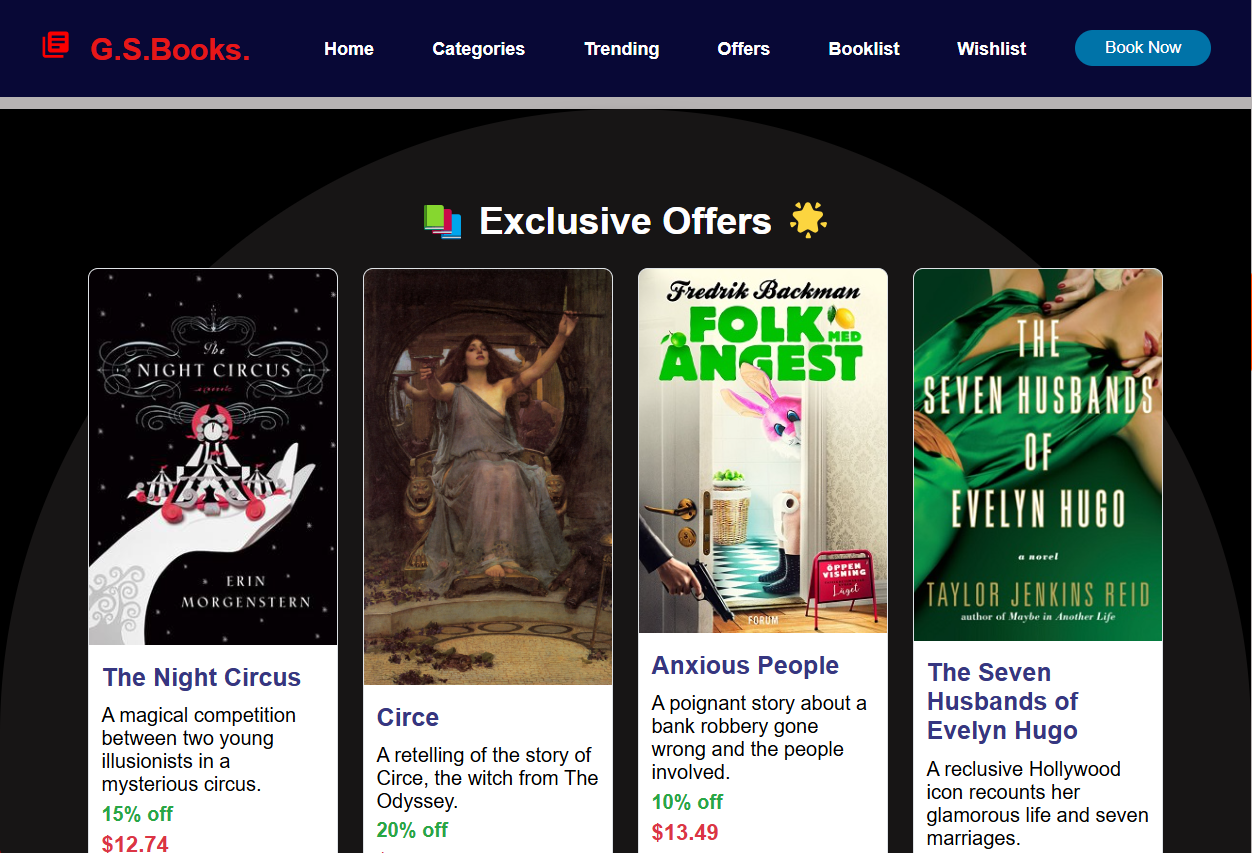 G.S.Books.
Home
Categories
Trending
Offers
Booklist
Wishlist
Book Now
Exclusive Offers
The
NIGHT CIRCUS
a novel
ERIN
MORGENSTERN
The Night Circus
A magical competition
between two young
illusionists in a
mysterious circus.
15% off
$12.74
Circe
A retelling of the story of
Circe, the witch from The
Odyssey.
20% off
Fredrik Backman
FOLK
MED
ÅNGEST
ÖPPEN
VISNING
Läget
FORUM
Anxious People
A poignant story about a
bank robbery gone
wrong and the people
involved.
10% off
$13.49
THE
SEVEN HUSBANDS
OF
EVELYN HUGO
a novel
TAYLOR JENKINS REID
author of Maybe in Another Life
The Seven
Husbands of
Evelyn Hugo
A reclusive Hollywood
icon recounts her
glamorous life and seven
marriages.